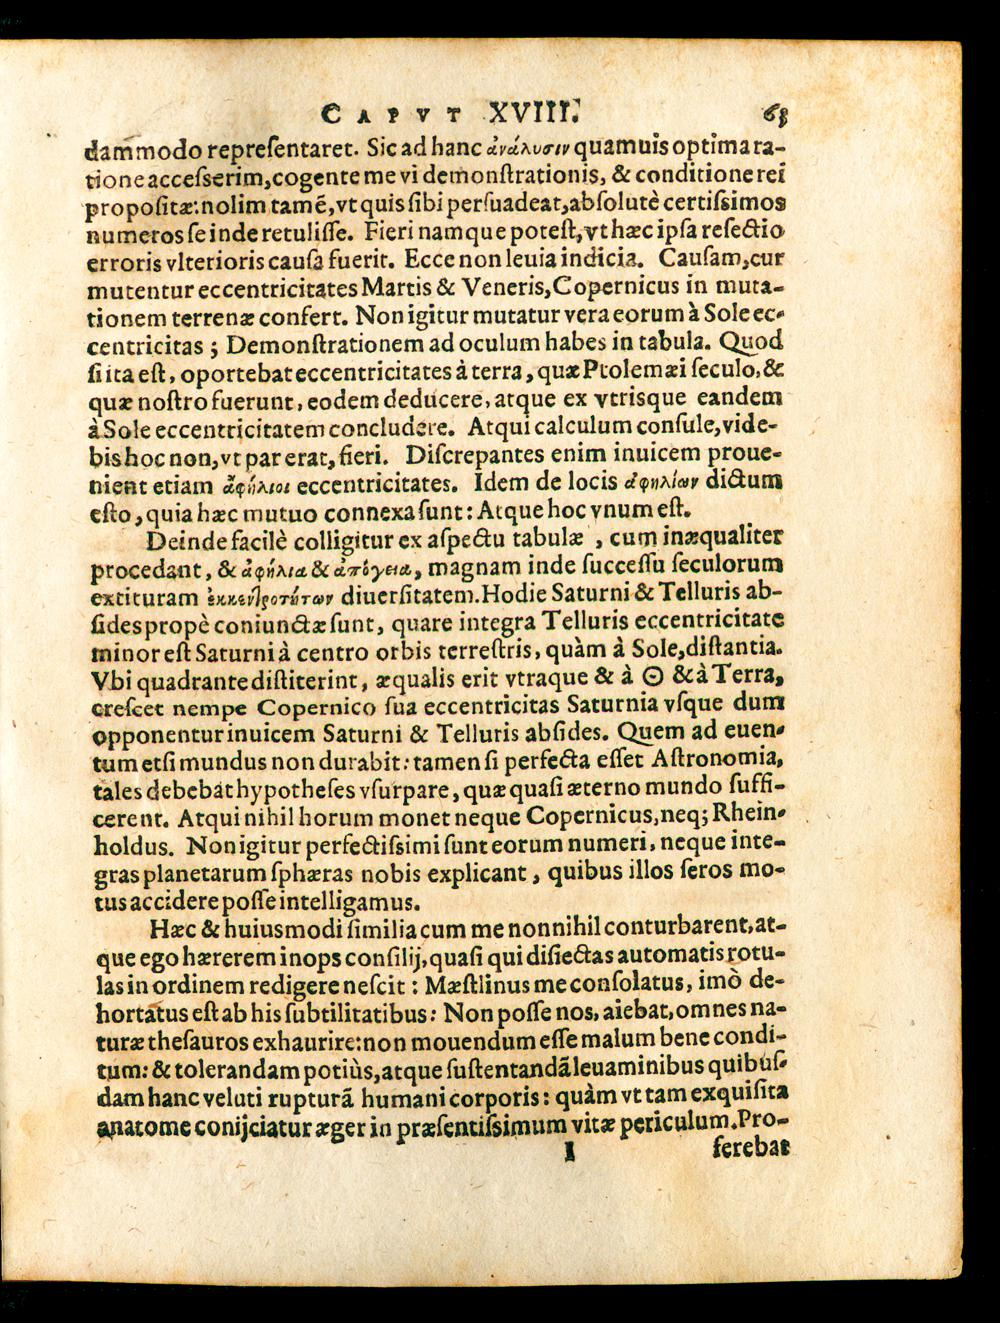 CAPVT XVIII. 65
dammodo repreſentaret. Sic ad hanc ἀνάλυσιν quamuis optima ra-
tione acceſſerim, cogente me vi demonſtrationis, & conditione rei
propoſitæ: nolim tamẽ, vt quis ſibi perſuadeat, abſolutè certiſsimos
numeros ſe inde retuliſſe. Fieri namque poteſt, vt hæc ipſa reſectio
erroris vlterioris cauſa fuerit. Ecce non leuia indicia. Cauſam, cur
mutentur eccentricitates Martis & Veneris, Copernicus in muta-
tionem terrenæ confert. Non igitur mutatur vera eorum à Sole ec-
centricitas; Demonſtrationem ad oculum habes in tabula. Quod
ſi ita eſt, oportebat eccentricitates à terra, quæ Ptolemæi ſeculo, &
quæ noſtro fuerunt, eodem deducere, atque ex vtrisque eandem
à Sole eccentricitatem concludere. Atqui calculum conſule, vide-
bis hoc non, vt par erat, fieri. Diſcrepantes enim inuicem proue-
nient etiam ἀφήλιοι eccentricitates. Idem de locis ἀφηλίων dictum
eſto, quia hæc mutuo connexa ſunt: Atque hoc vnum eſt.
Deinde facilè colligitur ex aſpectu tabulæ, cum inæqualiter
procedant, & ἀφήλια & ἀπόγεια, magnam inde ſucceſſu ſeculorum
extituram ἐκκεντροτήτων diuerſitatem. Hodie Saturni & Telluris ab-
ſides propè coniunctæ ſunt, quare integra Telluris eccentricitate
minor eſt Saturni à centro orbis terreſtris, quàm à Sole, diſtantia.
Vbi quadrante diſtiterint, æqualis erit vtraque & à ☉ & à Terra,
creſcet nempe Copernico ſua eccentricitas Saturnia vſque dum
opponentur inuicem Saturni & Telluris abſides. Quem ad euen-
tum etſi mundus non durabit: tamen ſi perfecta eſſet Aſtronomia,
tales debebat hypotheſes vſurpare, quæ quaſi æterno mundo ſuffi-
cerent. Atqui nihil horum monet neque Copernicus, neq; Rhein-
holdus. Non igitur perfectiſsimi ſunt eorum numeri, neque inte-
gras planetarum ſphæras nobis explicant, quibus illos ſeros mo-
tus accidere poſſe intelligamus.
Hæc & huiusmodi ſimilia cum me nonnihil conturbarent, at-
que ego hærerem inops conſilij, quaſi qui diſiectas automatis rotu-
las in ordinem redigere neſcit: Mæſtlinus me conſolatus, imò de-
hortatus eſt ab his ſubtilitatibus: Non poſſe nos, aiebat, omnes na-
turæ theſauros exhaurire: non mouendum eſſe malum bene condi-
tum: & tolerandam potiùs, atque ſuſtentandã leuaminibus quibuſ-
dam hanc veluti rupturã humani corporis: quàm vt tam exquiſita
anatome conijciatur æger in præſentiſsimum vitæ periculum. Pro-
I ferebat